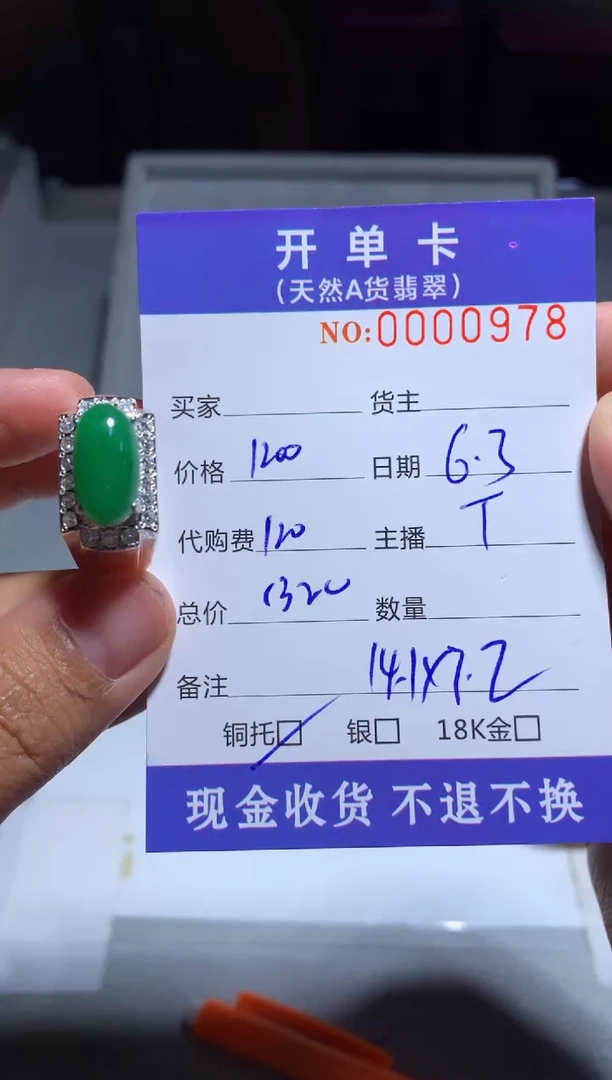 开单卡
(天然A货翡翠)
NO:0000978
买家 货主
价格 1200 日期 6.3
代购费 120 主播 T
总价 1320 数量
备注 14.1X7.2
铜托 银 18K金
现金收货 不退不换